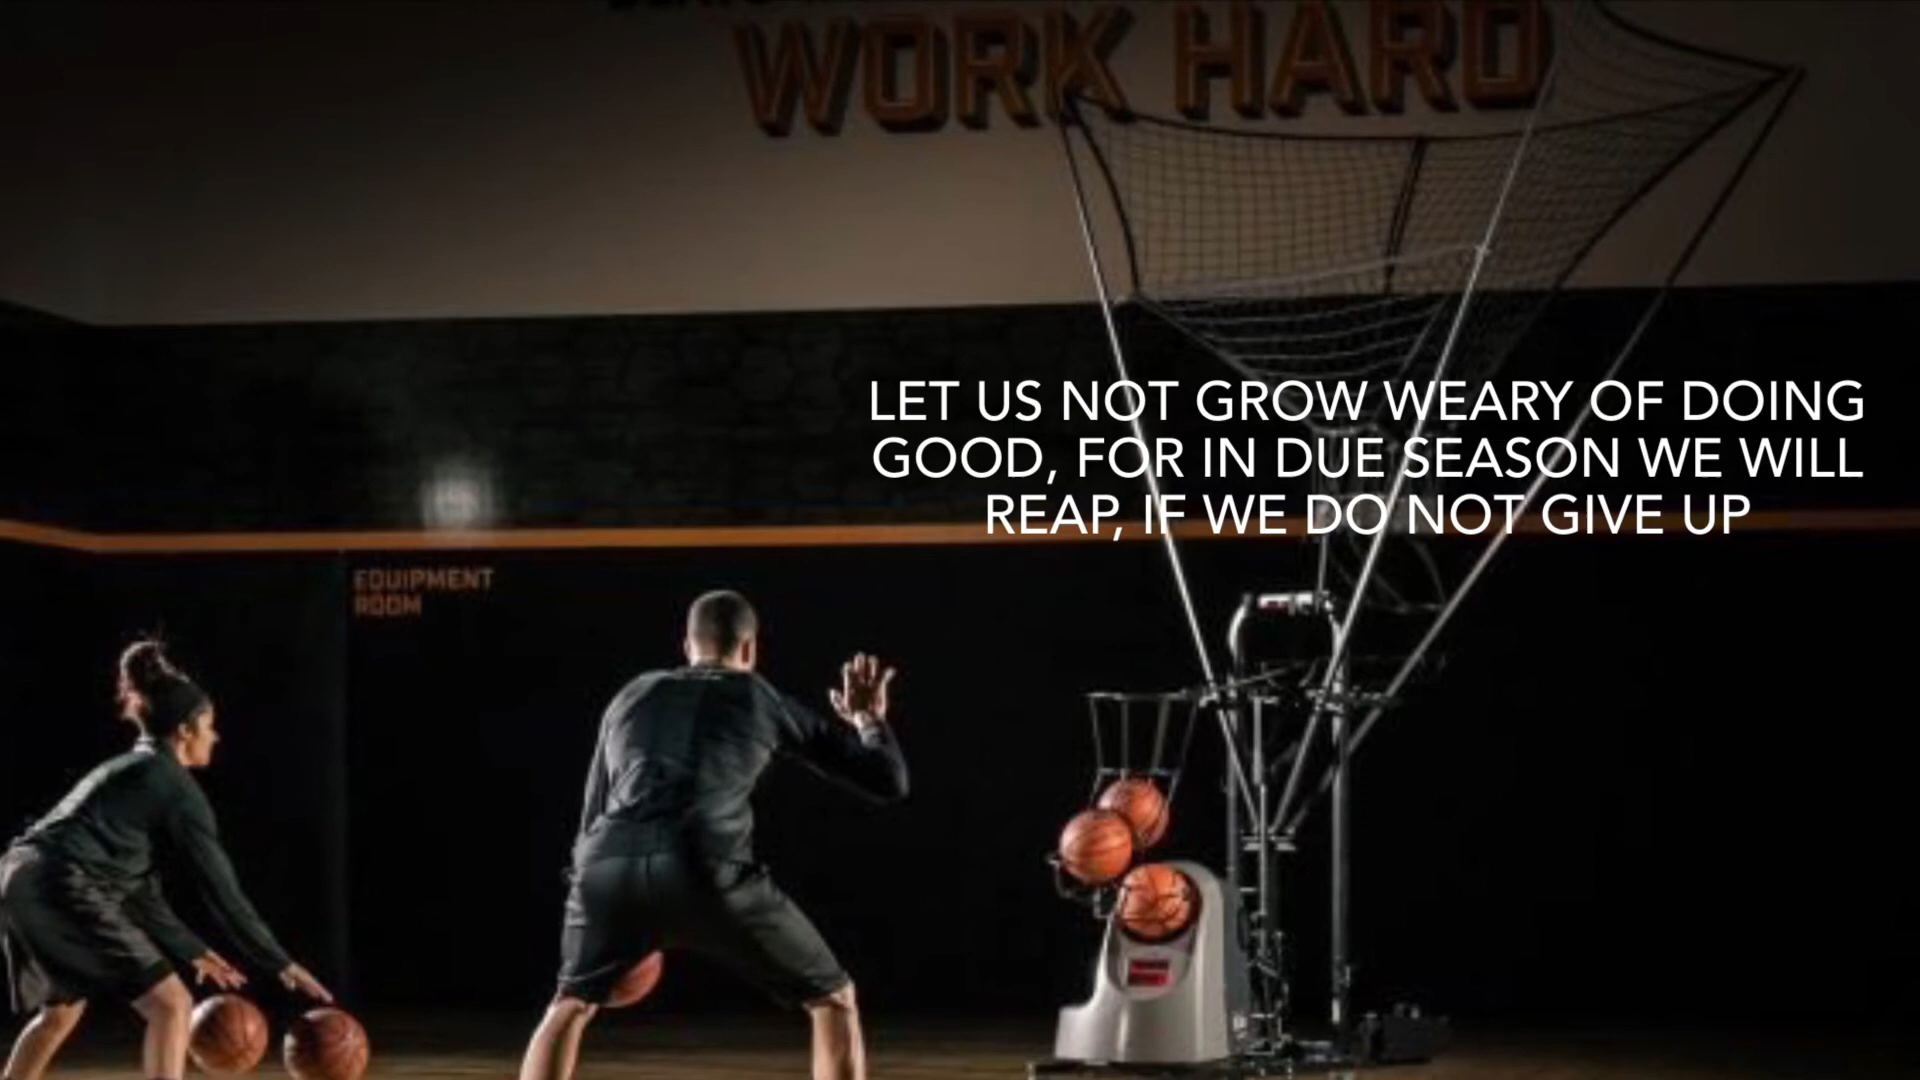 WORK HARD
LET US NOT GROW WEARY OF DOING
GOOD, FOR IN DUE SEASON WE WILL
REAP, IF WE DO NOT GIVE UP
EQUIPMENT
ROOM